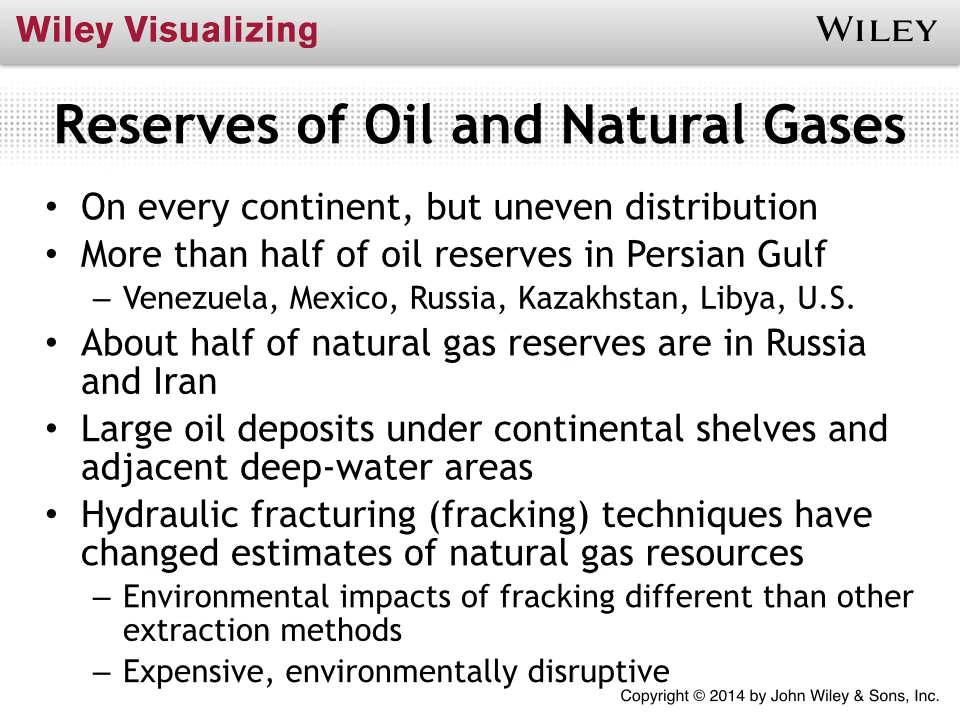 Wiley Visualizing
WILEY
Reserves of Oil and Natural Gases
• On every continent, but uneven distribution
• More than half of oil reserves in Persian Gulf
– Venezuela, Mexico, Russia, Kazakhstan, Libya, U.S.
• About half of natural gas reserves are in Russia
and Iran
• Large oil deposits under continental shelves and
adjacent deep-water areas
• Hydraulic fracturing (fracking) techniques have
changed estimates of natural gas resources
– Environmental impacts of fracking different than other
extraction methods
– Expensive, environmentally disruptive
Copyright © 2014 by John Wiley & Sons, Inc.